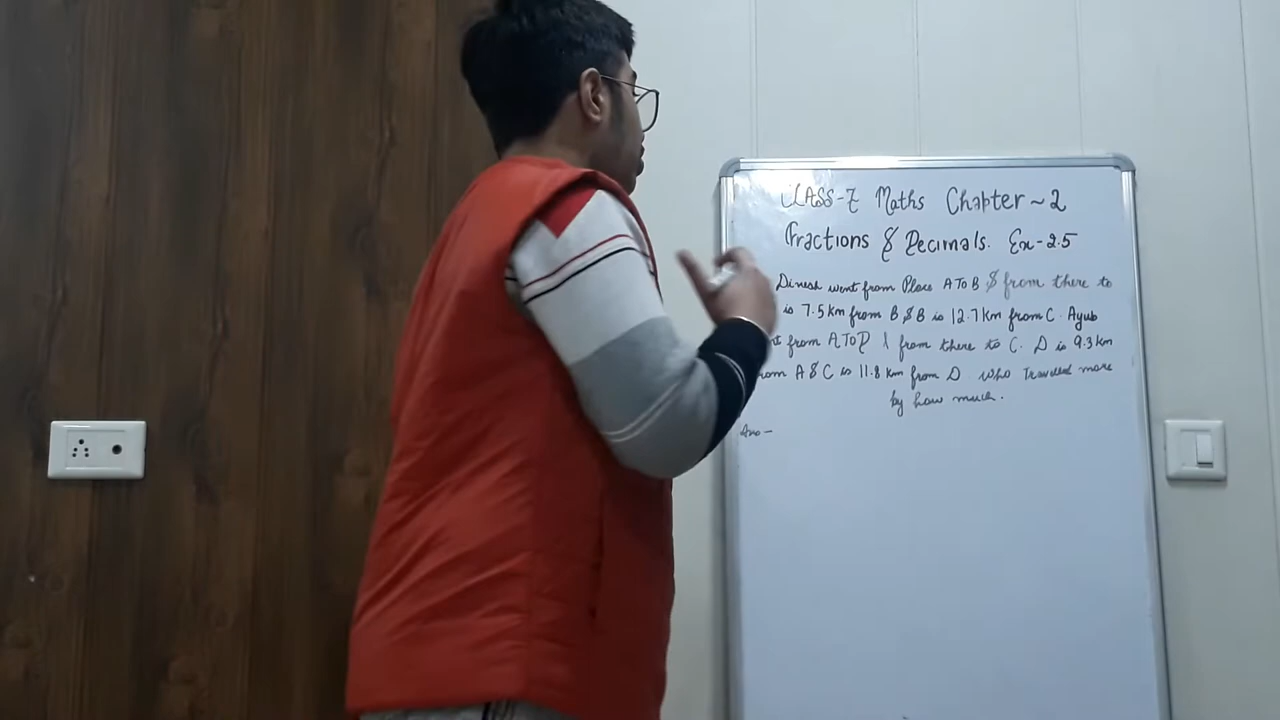 CLASS-7 Maths Chapter ~ 2
Fractions & Decimals. Ex-2.5
Dinesh went from Place A To B & from there to
is 7.5 km from B & B is 12.7 km from C. Ayub
from A To D & from there to C. D is 9.3 km
A & C is 11.8 km from D who Traveled more
by how much.
Ans -